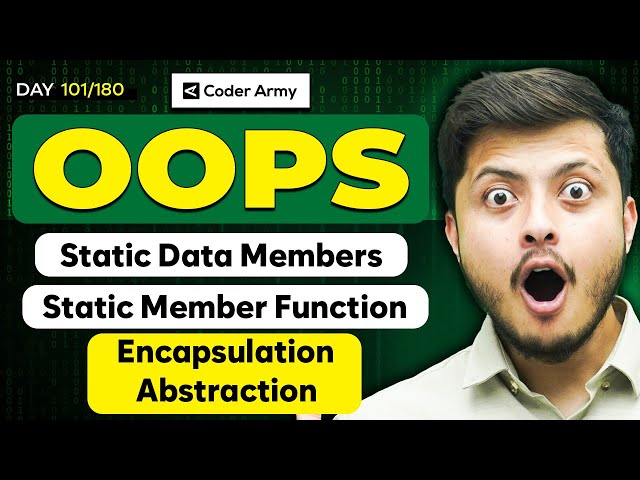 DAY 101/180
Coder Army
OOPS
Static Data Members
Static Member Function
Encapsulation
Abstraction